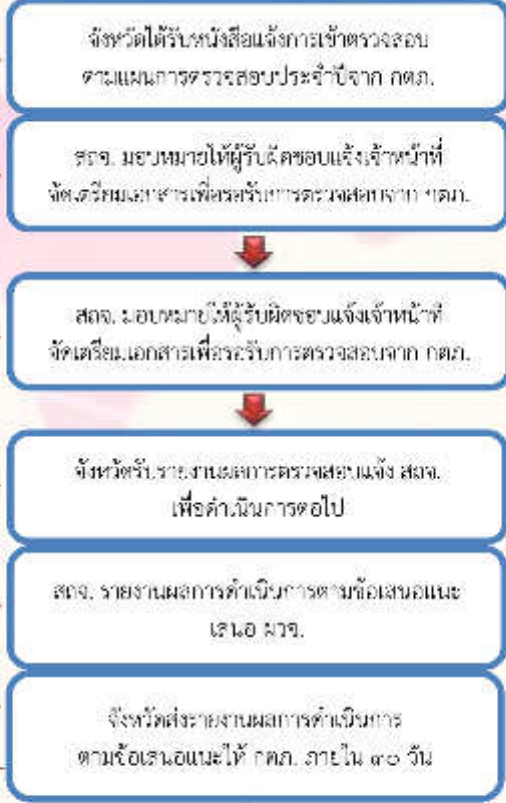 จังหวัดได้รับหนังสือแจ้งการเข้าตรวจสอบ
ตามแผนการตรวจสอบประจำปีจาก กตภ.
สถจ. มอบหมายให้ผู้รับผิดชอบแจ้งเจ้าหน้าที่
จัดเตรียมเอกสารเพื่อรอรับการตรวจสอบจาก กตภ.
สถจ. มอบหมายให้ผู้รับผิดชอบแจ้งเจ้าหน้าที่
จัดเตรียมเอกสารเพื่อรอรับการตรวจสอบจาก กตภ.
จังหวัดรับรายงานผลการตรวจสอบแจ้ง สถจ.
เพื่อดำเนินการต่อไป
สถจ. รายงานผลการดำเนินการตามข้อเสนอแนะ
เสนอ ผวจ.
จังหวัดส่งรายงานผลการดำเนินการ
ตามข้อเสนอแนะให้ กตภ. ภายใน ๓๐ วัน